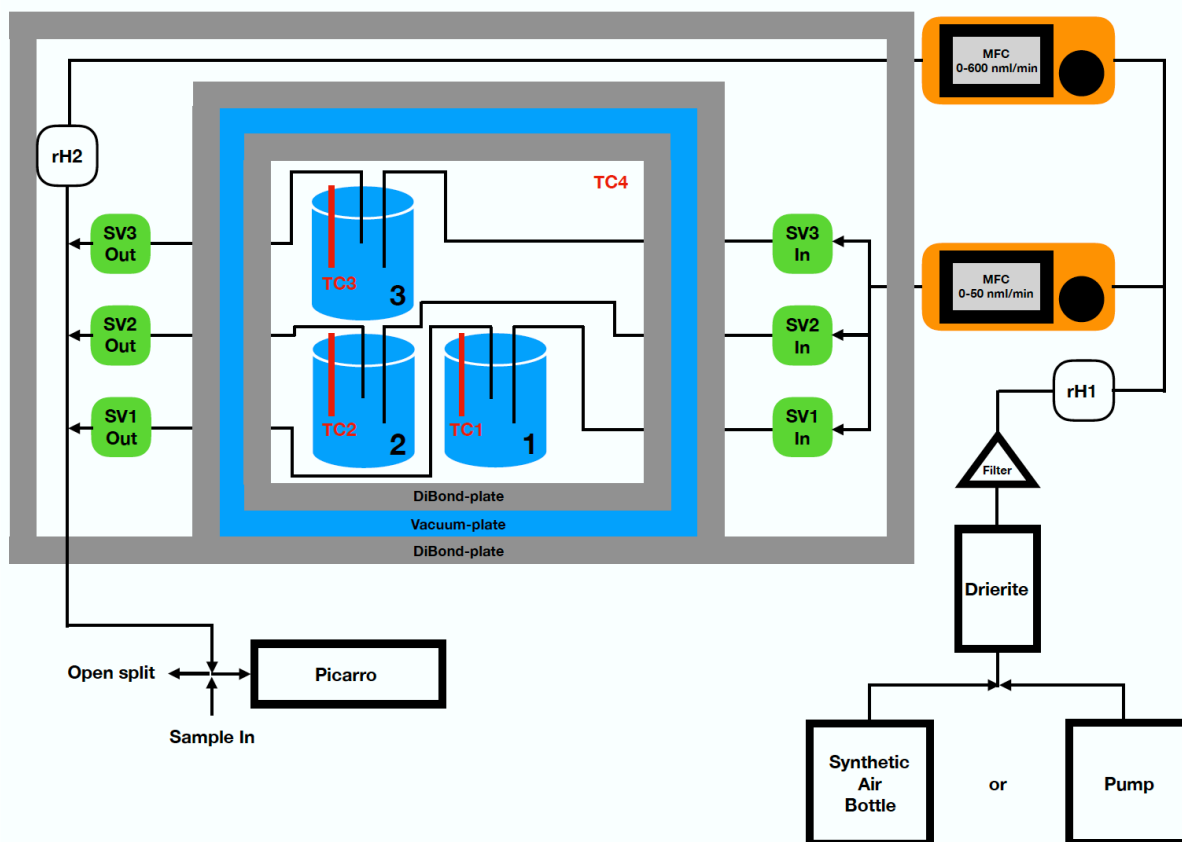 MFC
0-600 nml/min
rH2
TC4
SV3
Out
SV3
In
TC3
3
MFC
0-50 nml/min
SV2
Out
SV2
In
rH1
SV1
Out
TC2
2
TC1
1
SV1
In
Filter
DiBond-plate
Vacuum-plate
DiBond-plate
Drierite
Open split
Picarro
Sample In
Synthetic
Air
Bottle
or
Pump